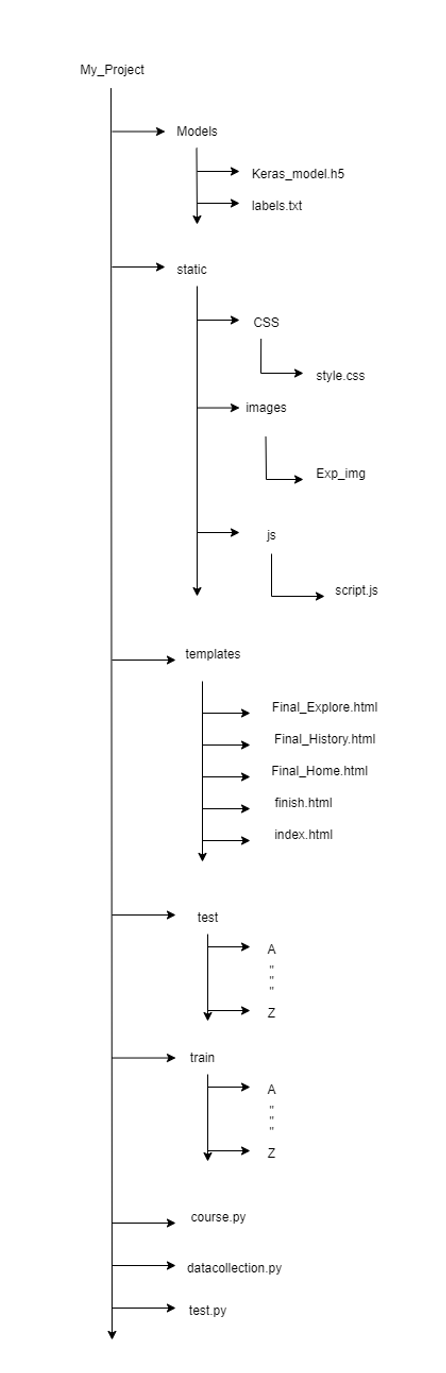 My_Project
Models
Keras_model.h5
labels.txt
static
CSS
style.css
images
Exp_img
js
script.js
templates
Final_Explore.html
Final_History.html
Final_Home.html
finish.html
index.html
test
A
"
"
"
Z
train
A
"
"
"
Z
course.py
datacollection.py
test.py